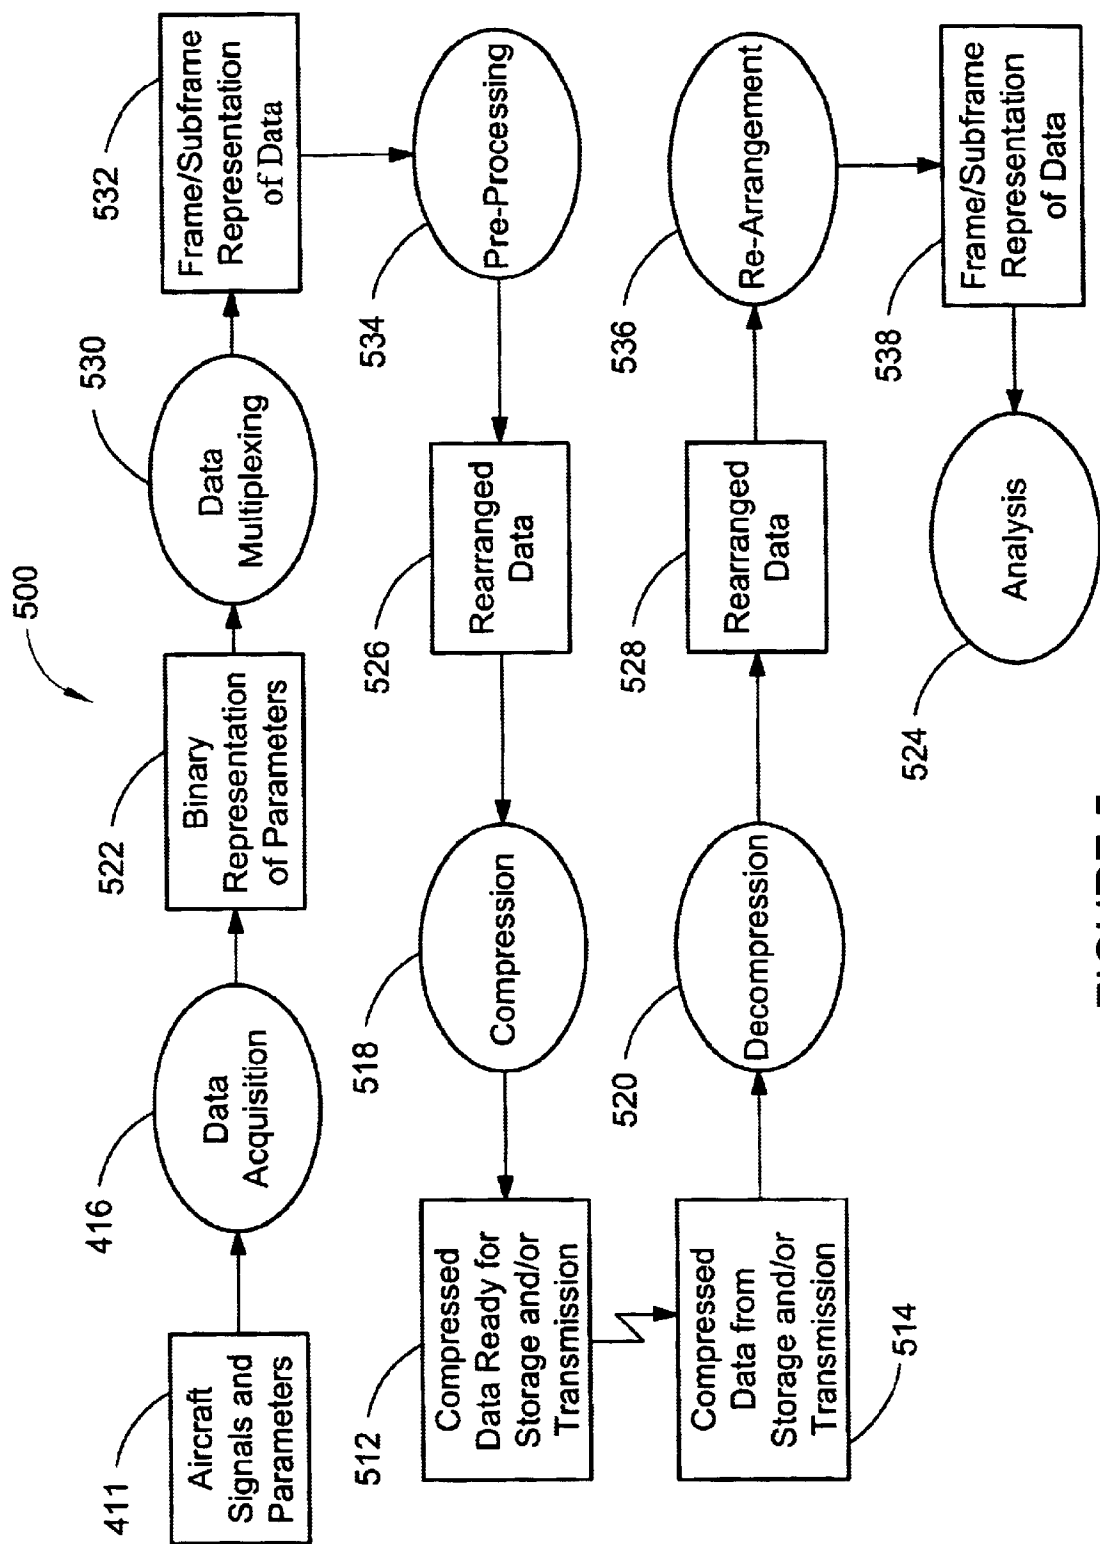 500
411
Aircraft
Signals and
Parameters
416
Data
Acquisition
522
Binary
Representation
of Parameters
530
Data
Multiplexing
532
Frame/Subframe
Representation
of Data
512
Compressed
Data Ready for
Storage and/or
Transmission
518
Compression
526
Rearranged
Data
534
Pre-Processing
514
Compressed
Data from
Storage and/or
Transmission
520
Decompression
528
Rearranged
Data
536
Re-Arrangement
538
Frame/Subframe
Representation
of Data
524
Analysis